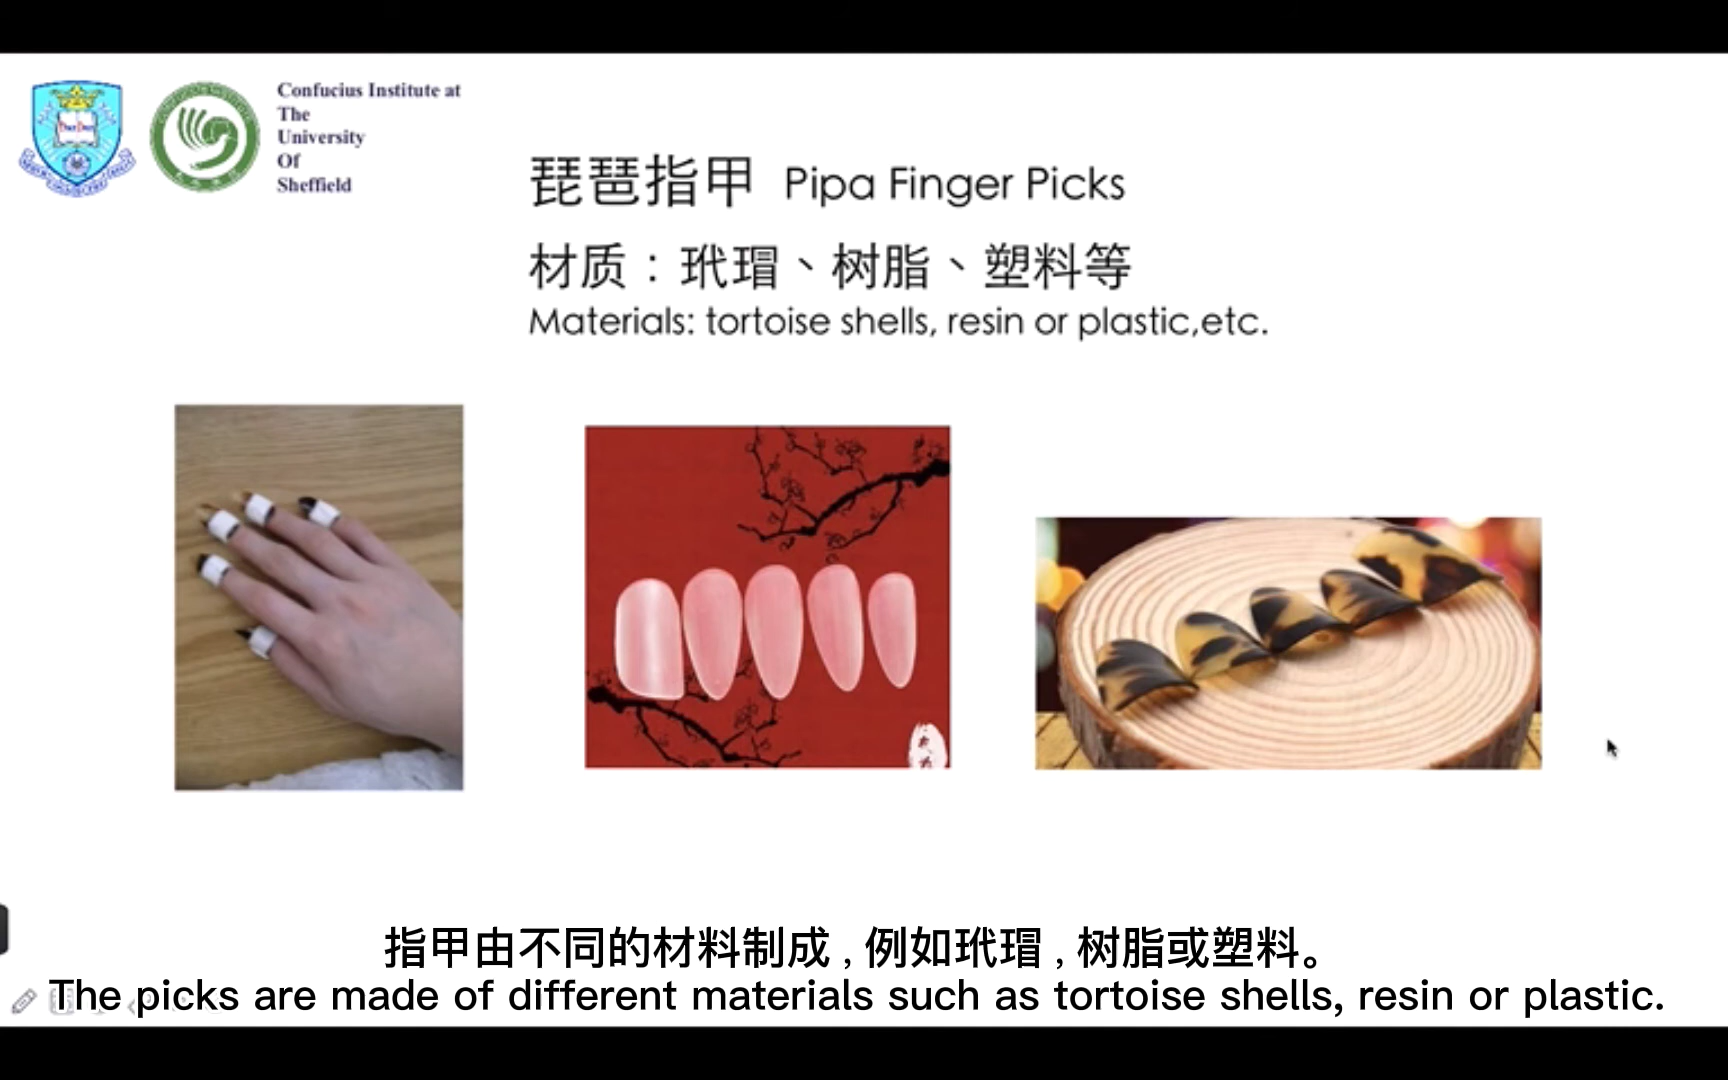 Confucius Institute at
The
University
Of
Sheffield
琵琶指甲 Pipa Finger Picks
材质：玳瑁、树脂、塑料等
Materials: tortoise shells, resin or plastic,etc.
指甲由不同的材料制成，例如玳瑁，树脂或塑料。
The picks are made of different materials such as tortoise shells, resin or plastic.